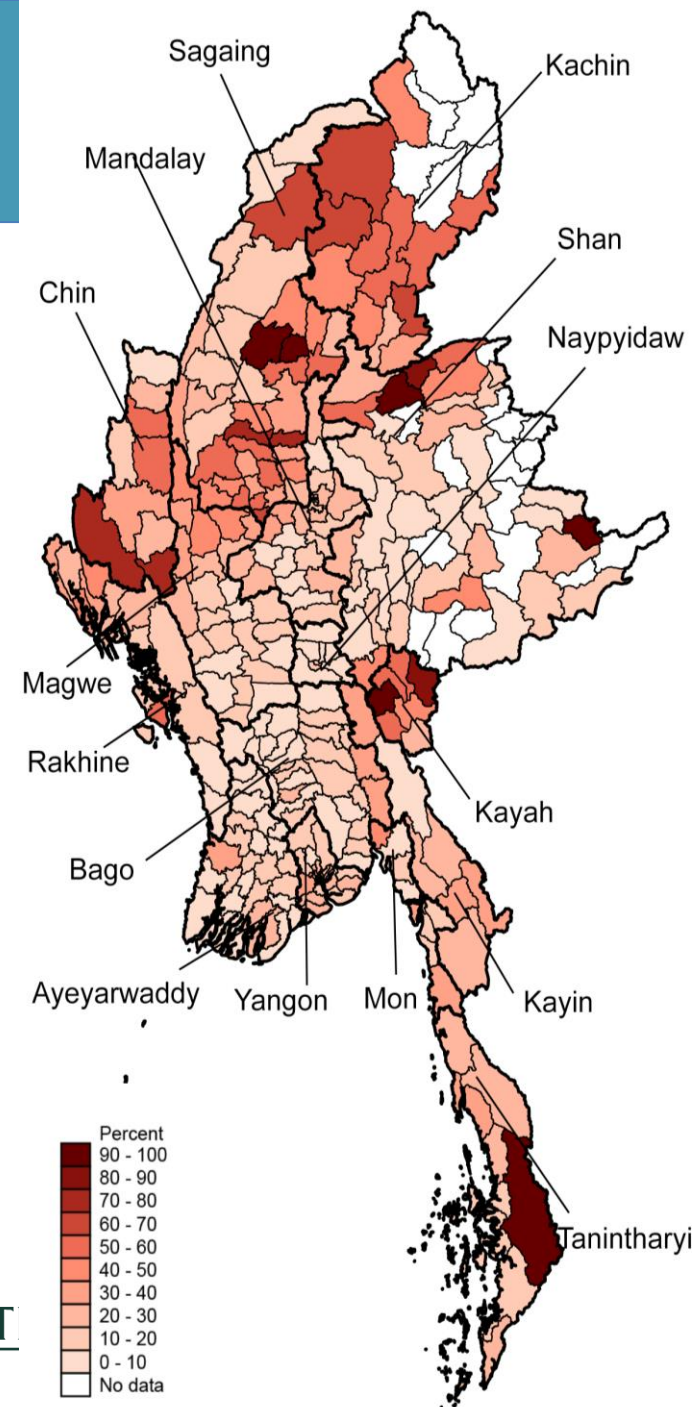 Sagaing
Kachin
Mandalay
Shan
Chin
Naypyidaw
Magwe
Rakhine
Kayah
Bago
Ayeyarwaddy
Yangon
Mon
Kayin
Tanintharyi
Percent
90 - 100
80 - 90
70 - 80
60 - 70
50 - 60
40 - 50
30 - 40
20 - 30
10 - 20
0 - 10
No data